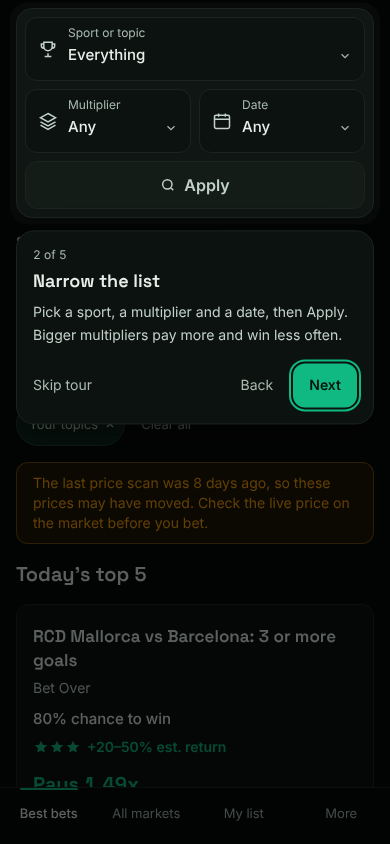 Sport or topic
Everything
Multiplier
Any
Date
Any
Apply
2 of 5
Narrow the list
Pick a sport, a multiplier and a date, then Apply.
Bigger multipliers pay more and win less often.
Skip tour
Back
Next
Your topics ×
Clear all
The last price scan was 8 days ago, so these
prices may have moved. Check the live price on
the market before you bet.
Today's top 5
RCD Mallorca vs Barcelona: 3 or more
goals
Bet Over
80% chance to win
★★★ +20–50% est. return
Pays 1.49x
Best bets
All markets
My list
More